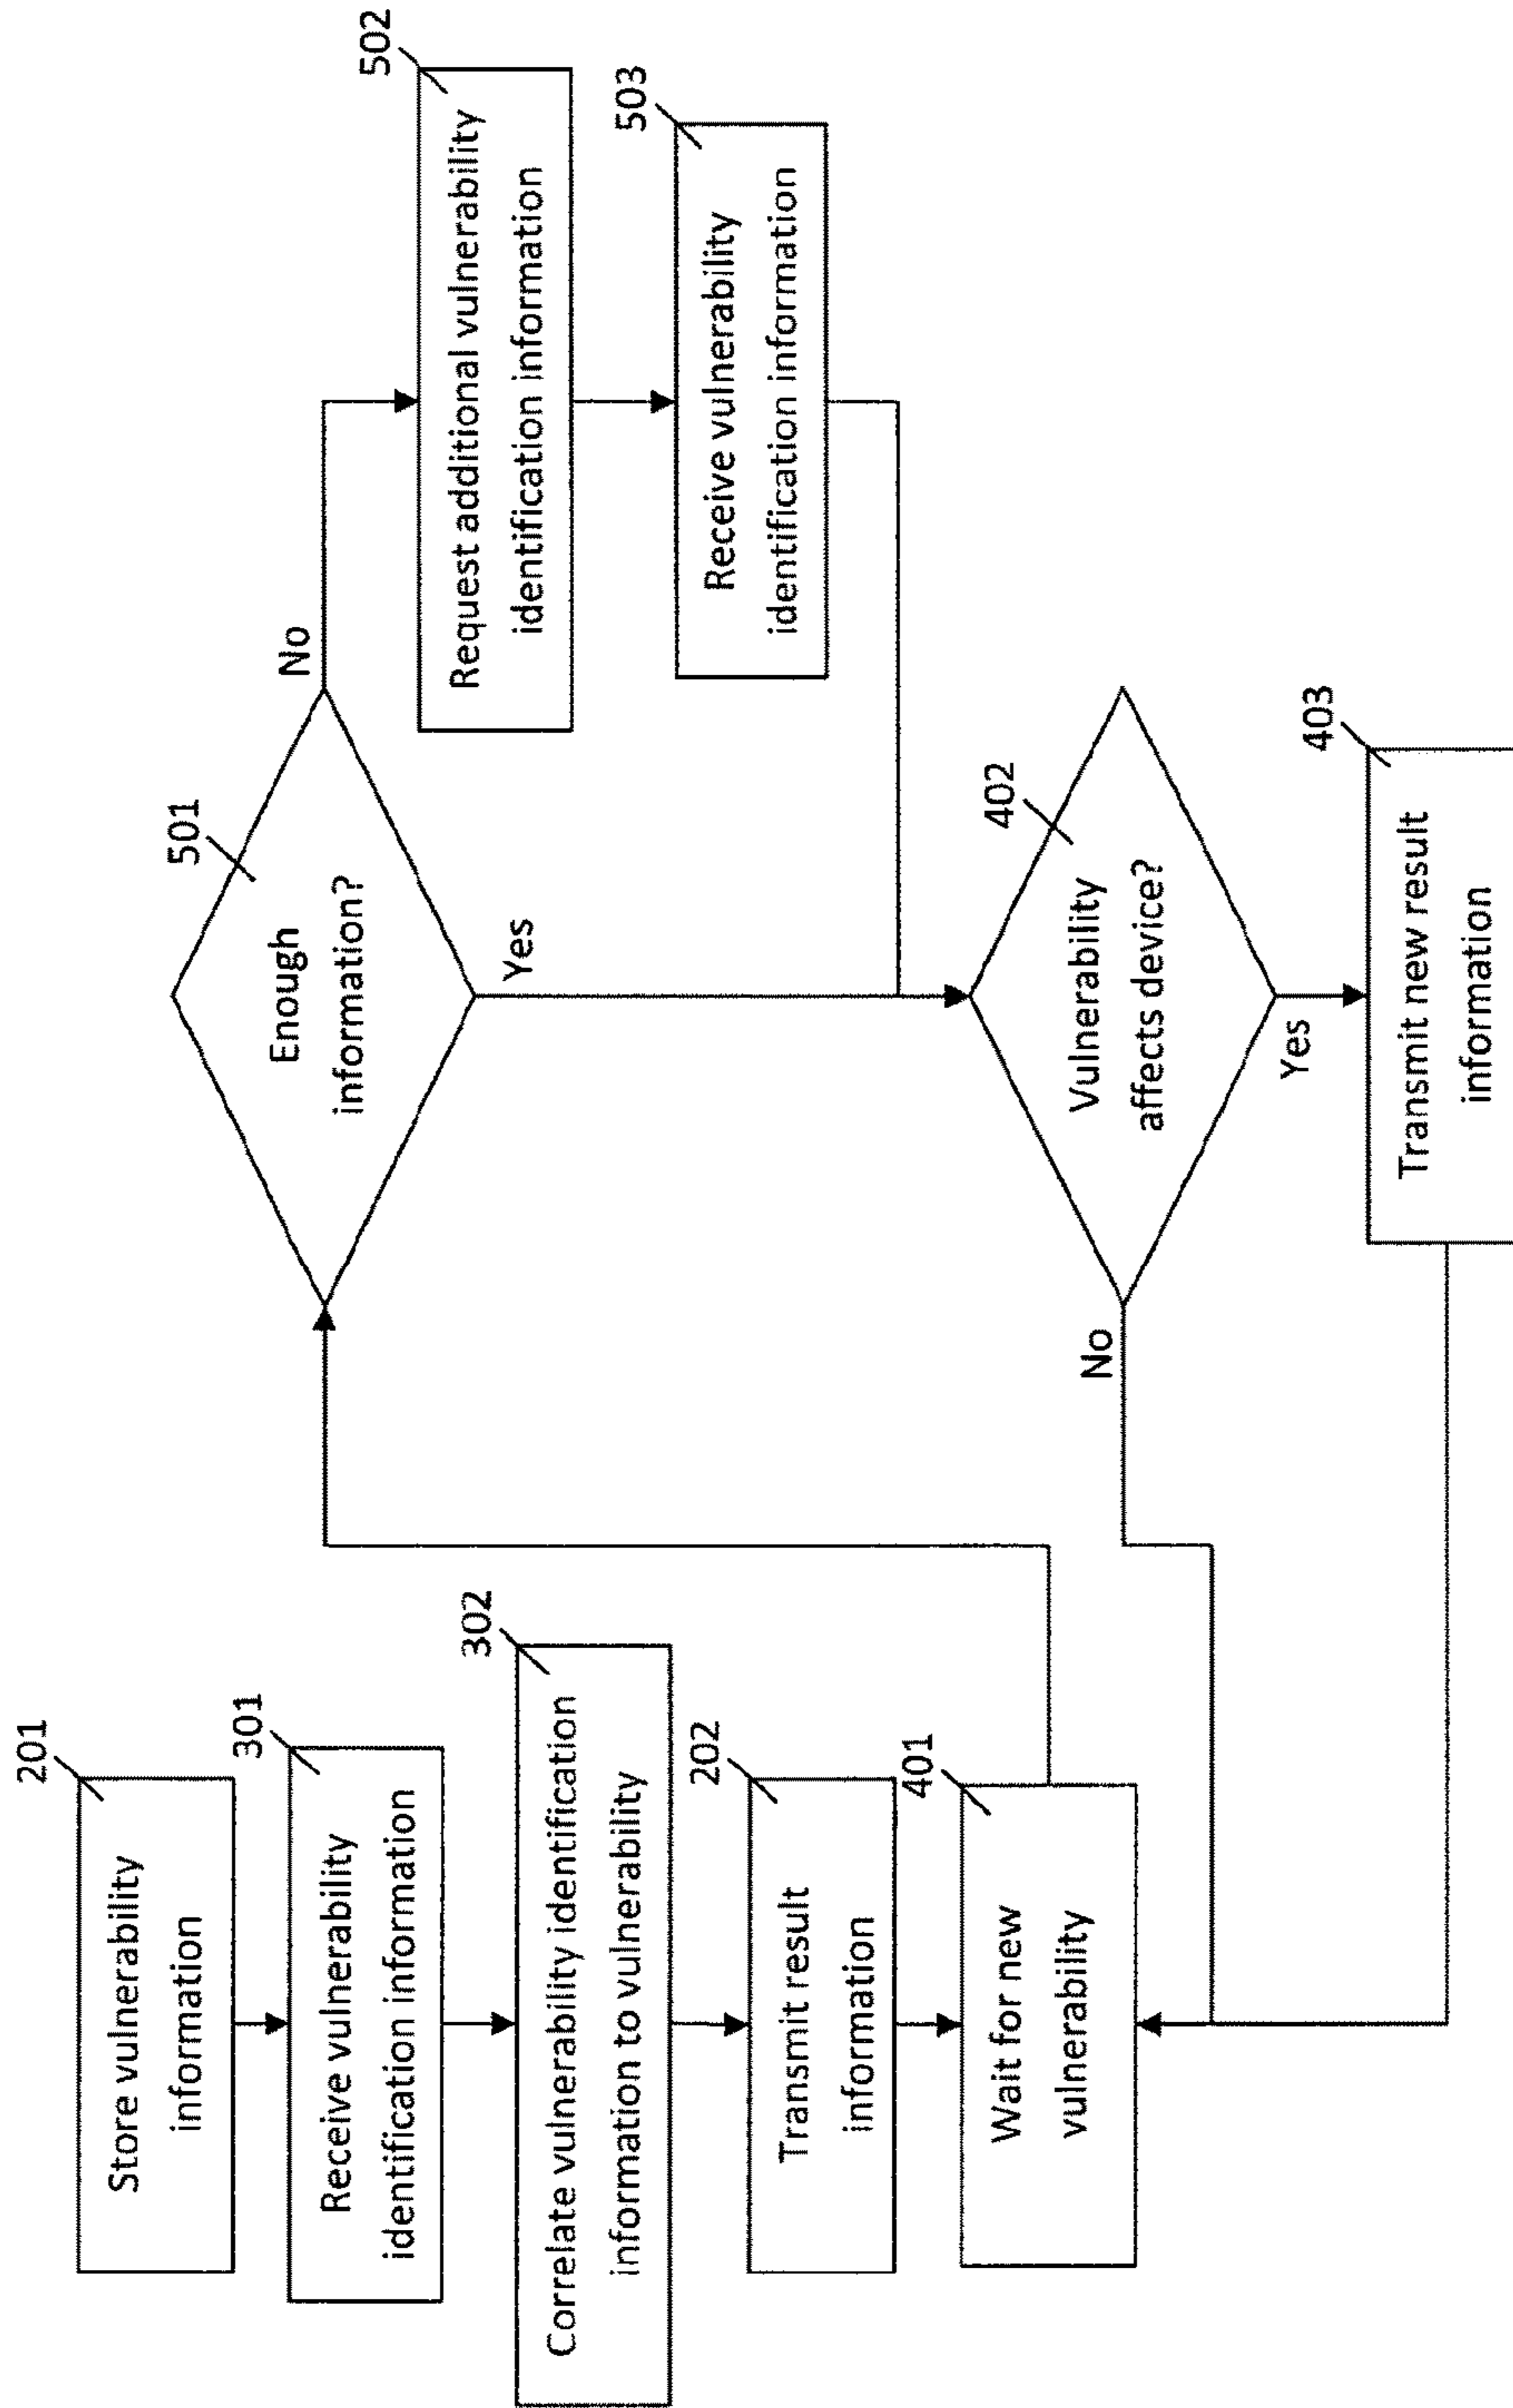 201
Store vulnerability
information
301
Receive vulnerability
identification information
302
Correlate vulnerability identification
information to vulnerability
202
Transmit result
information
401
Wait for new
vulnerability
501
Enough
information?
No
Yes
502
Request additional vulnerability
identification information
503
Receive vulnerability
identification information
402
Vulnerability
affects device?
No
Yes
403
Transmit new result
information